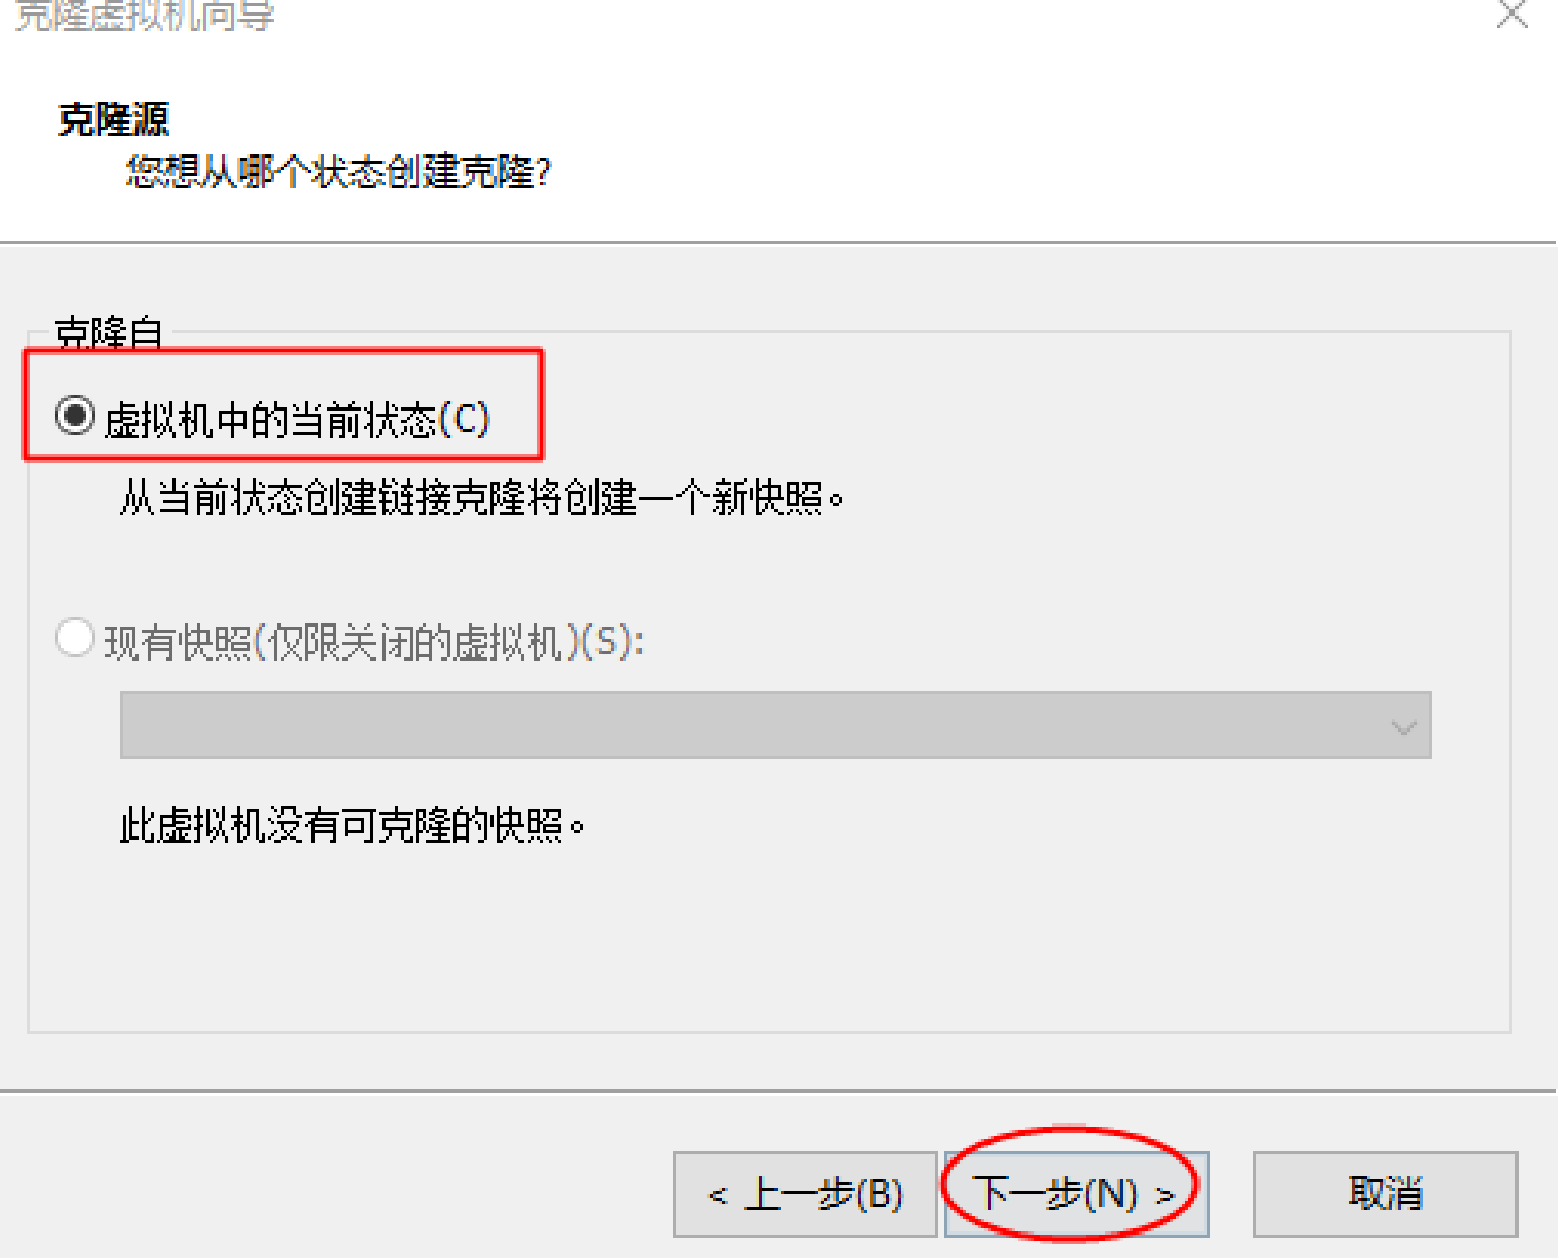 克隆虚拟机向导
克隆源
您想从哪个状态创建克隆?
克隆自
虚拟机中的当前状态(C)
从当前状态创建链接克隆将创建一个新快照。
现有快照(仅限关闭的虚拟机)(S):
此虚拟机没有可克隆的快照。
< 上一步(B) 下一步(N) > 取消